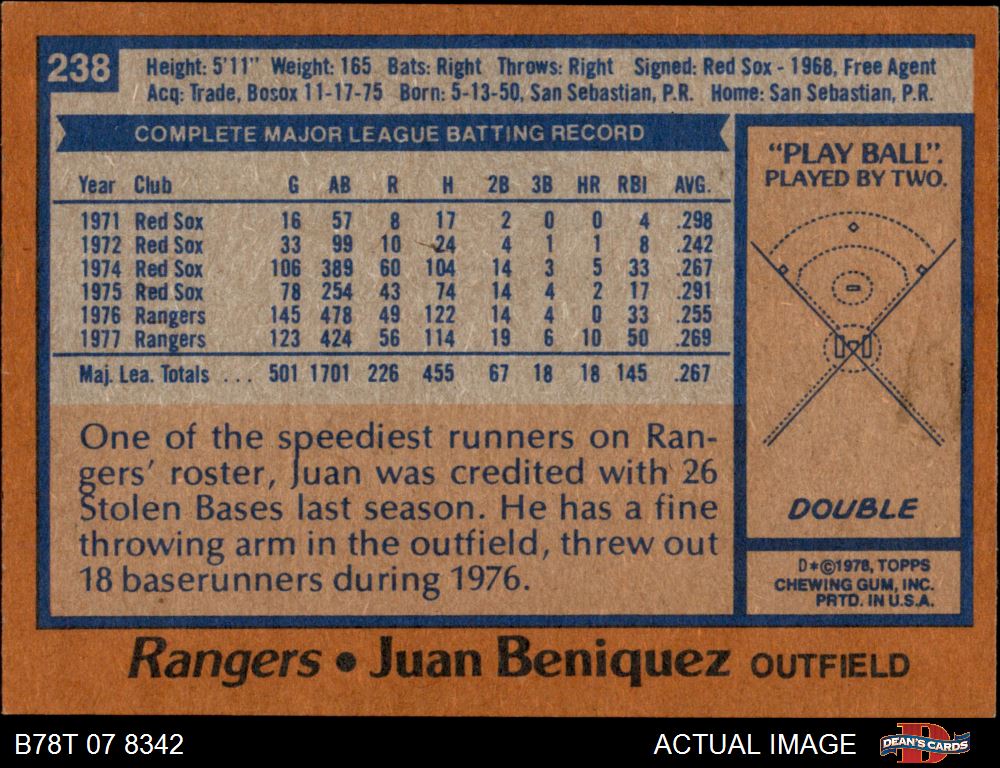 238
Height: 5'11" Weight: 165 Bats: Right Throws: Right Signed: Red Sox - 1968, Free Agent
Acq: Trade, Bosox 11-17-75 Born: 5-13-50, San Sebastian, P.R. Home: San Sebastian, P.R.
COMPLETE MAJOR LEAGUE BATTING RECORD
Year Club G AB R H 2B 3B HR RBI AVG.
1971 Red Sox 16 57 8 17 2 0 0 4 .298
1972 Red Sox 33 99 10 24 4 1 1 8 .242
1974 Red Sox 106 389 60 104 14 3 5 33 .267
1975 Red Sox 78 254 43 74 14 4 2 17 .291
1976 Rangers 145 478 49 122 14 4 0 33 .255
1977 Rangers 123 424 56 114 19 6 10 50 .269
Maj. Lea. Totals ... 501 1701 226 455 67 18 18 145 .267
One of the speediest runners on Ran-
gers' roster, Juan was credited with 26
Stolen Bases last season. He has a fine
throwing arm in the outfield, threw out
18 baserunners during 1976.
"PLAY BALL".
PLAYED BY TWO.
DOUBLE
D*©1978, TOPPS
CHEWING GUM, INC.
PRTD. IN U.S.A.
Rangers • Juan Beniquez OUTFIELD
B78T 07 8342
ACTUAL IMAGE
D
DEAN'S CARDS